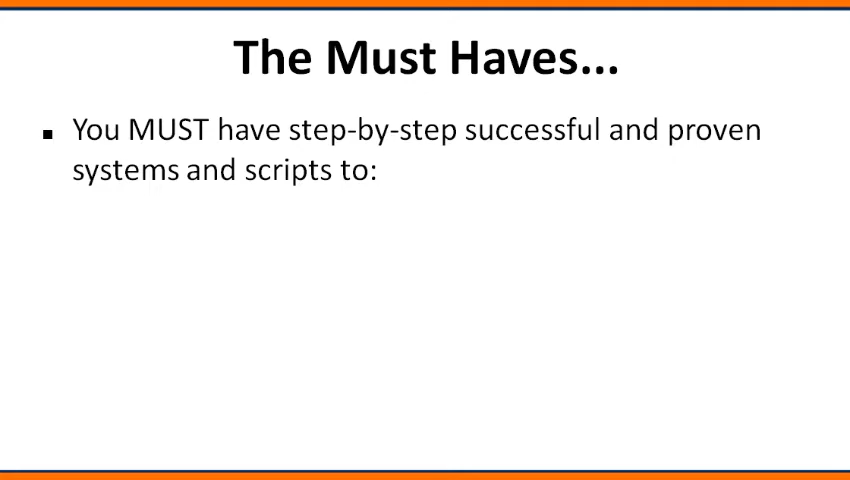 The Must Haves...
▪ You MUST have step-by-step successful and proven
systems and scripts to: